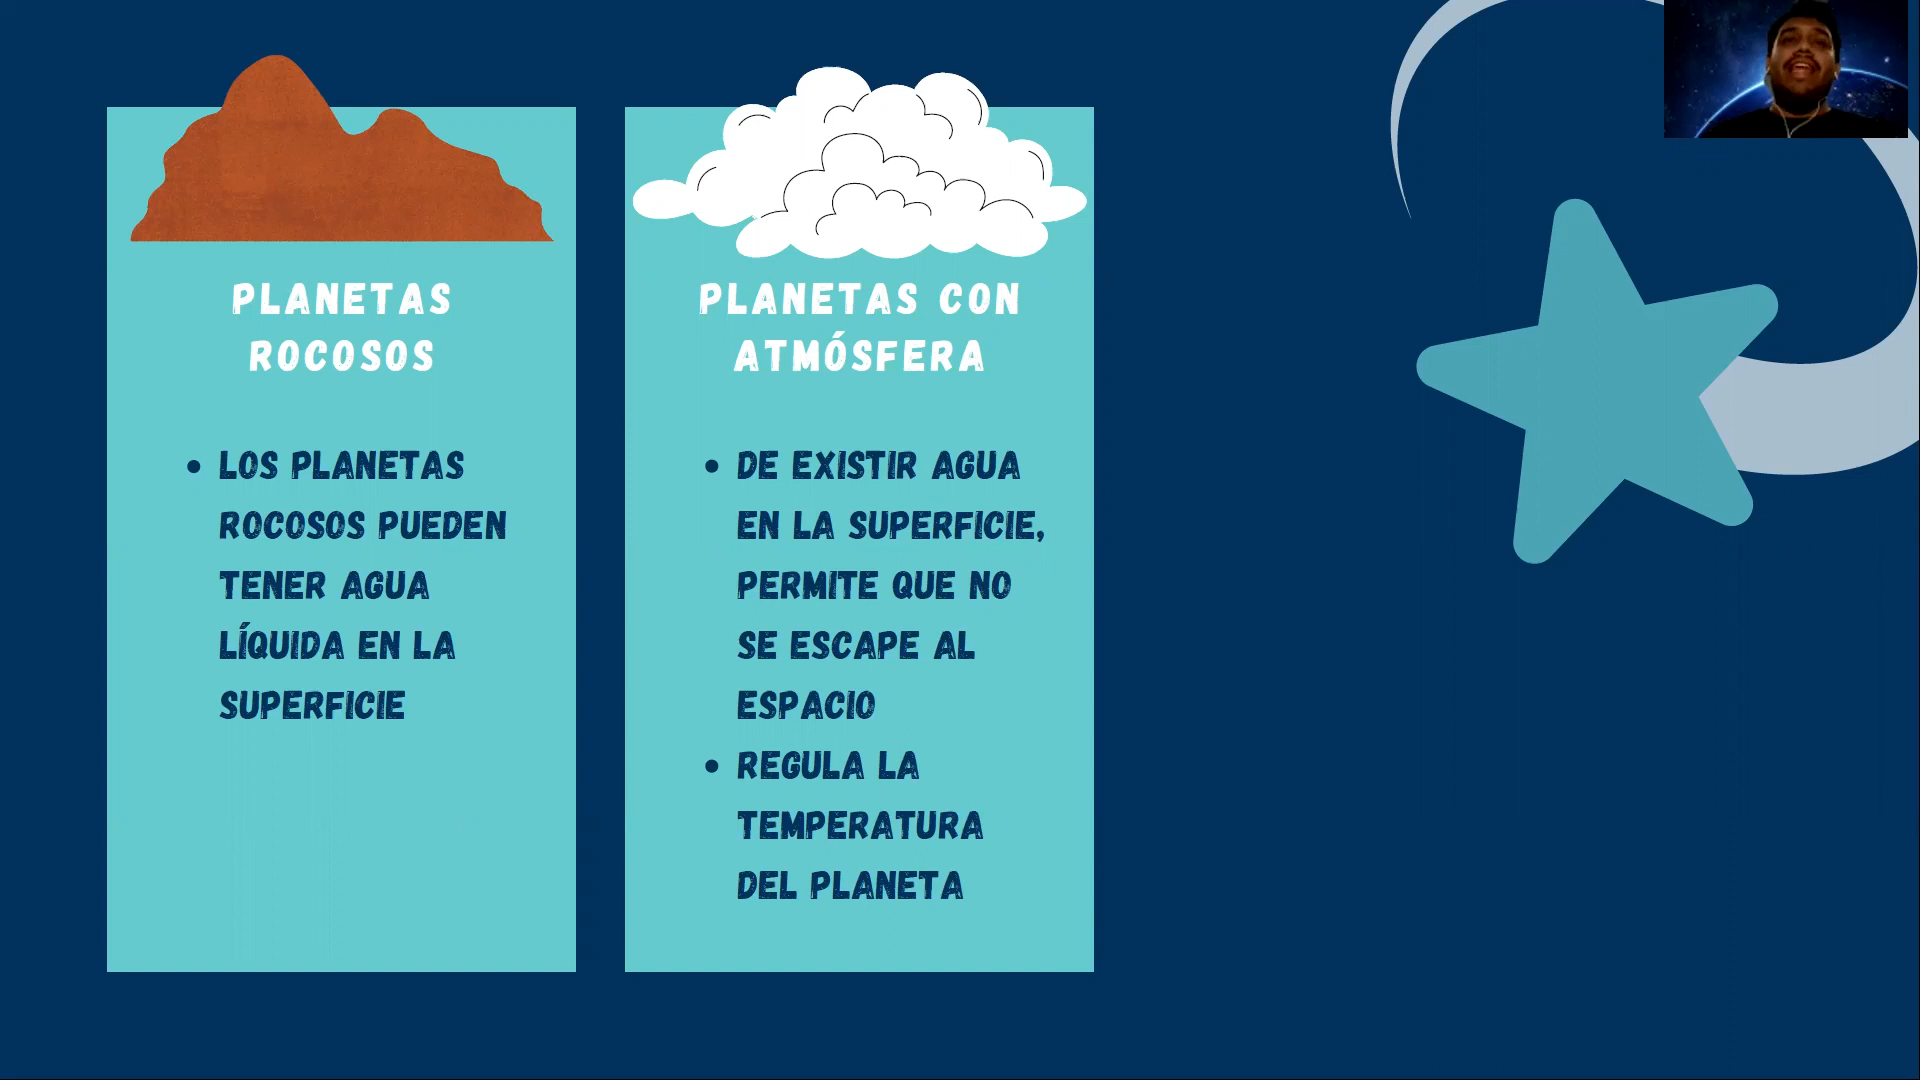 PLANETAS
ROCOSOS
• LOS PLANETAS
ROCOSOS PUEDEN
TENER AGUA
LÍQUIDA EN LA
SUPERFICIE
PLANETAS CON
ATMÓSFERA
• DE EXISTIR AGUA
EN LA SUPERFICIE,
PERMITE QUE NO
SE ESCAPE AL
ESPACIO
• REGULA LA
TEMPERATURA
DEL PLANETA